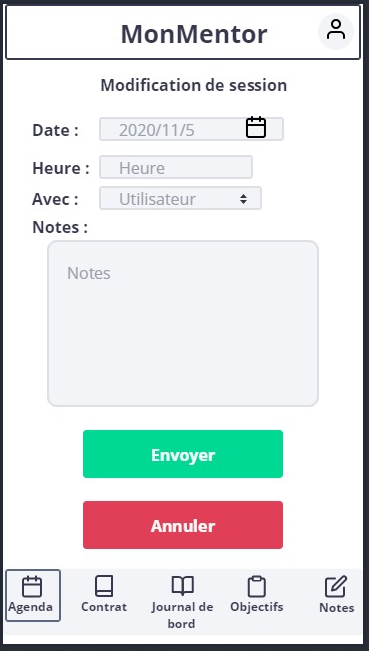 MonMentor
Modification de session
Date : 2020/11/5
Heure : Heure
Avec : Utilisateur
Notes :
Notes
Envoyer
Annuler
Agenda Contrat Journal de Objectifs Notes
bord